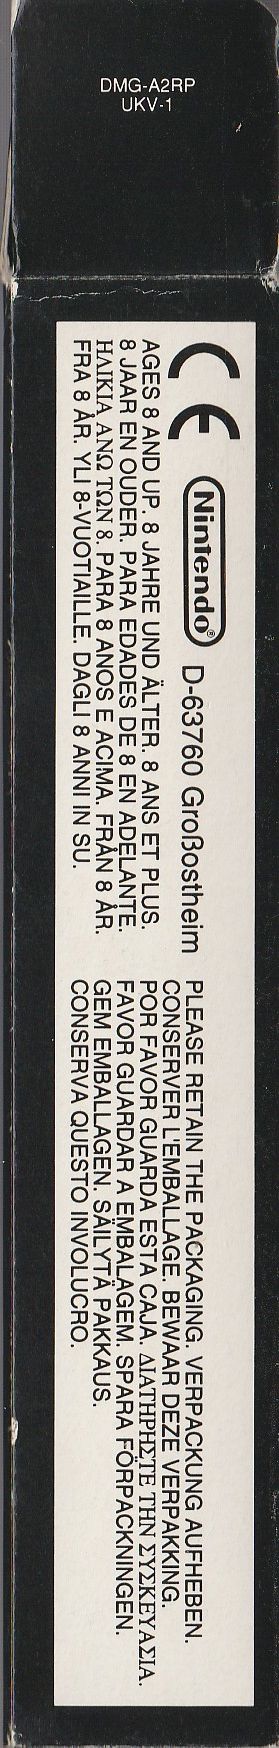 DMG-A2RP
UKV-1
CE Nintendo® D-63760 Großostheim
AGES 8 AND UP. 8 JAHRE UND ÄLTER. 8 ANS ET PLUS.
8 JAAR EN OUDER. PARA EDADES DE 8 EN ADELANTE.
ΗΛΙΚΙΑ ΑΝΩ ΤΩΝ 8. PARA 8 ANOS E ACIMA. FRÅN 8 ÅR.
FRA 8 ÅR. YLI 8-VUOTIAILLE. DAGLI 8 ANNI IN SU.
PLEASE RETAIN THE PACKAGING. VERPACKUNG AUFHEBEN.
CONSERVER L'EMBALLAGE. BEWAAR DEZE VERPAKKING.
POR FAVOR GUARDA ESTA CAJA. ΔΙΑΤΗΡΗΣΤΕ ΤΗΝ ΣΥΣΚΕΥΑΣΙΑ.
FAVOR GUARDAR A EMBALAGEM. SPARA FÖRPACKNINGEN.
GEM EMBALLAGEN. SÄILYTÄ PAKKAUS.
CONSERVA QUESTO INVOLUCRO.